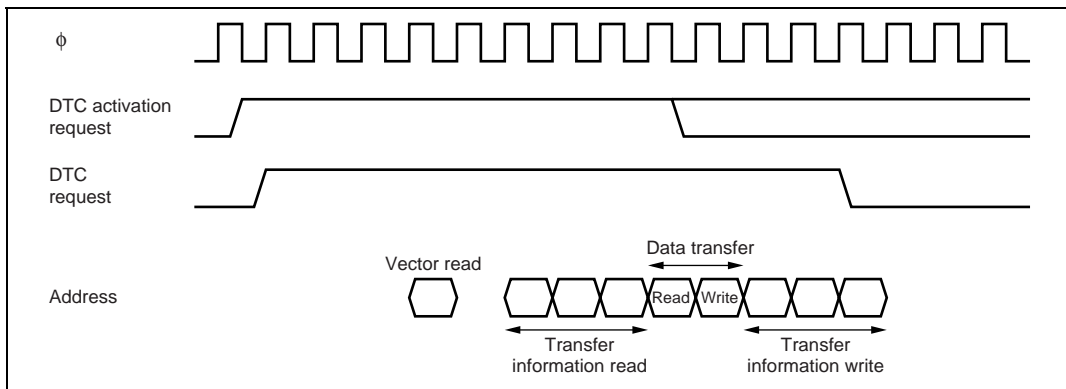 φ
DTC activation
request
DTC
request
Data transfer
Vector read
Address
Read Write
Transfer
information read
Transfer
information write